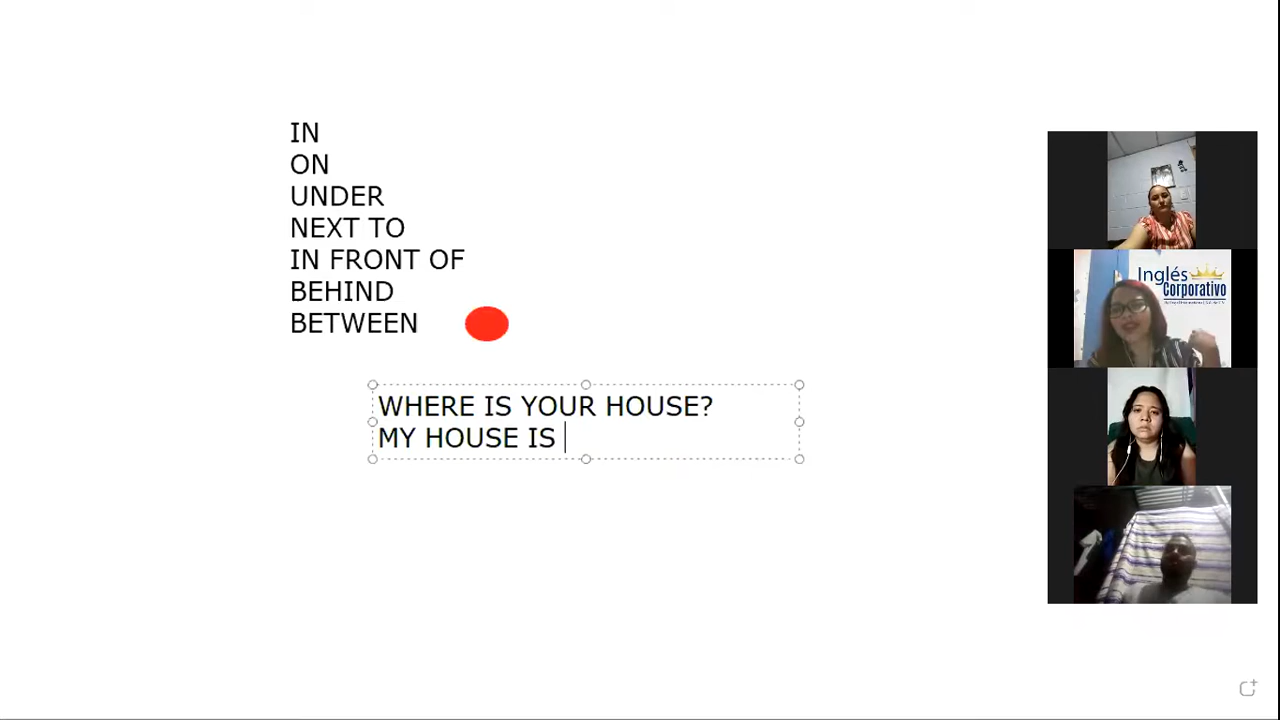 IN
ON
UNDER
NEXT TO
IN FRONT OF
BEHIND
BETWEEN
WHERE IS YOUR HOUSE?
MY HOUSE IS
Inglés
Corporativo